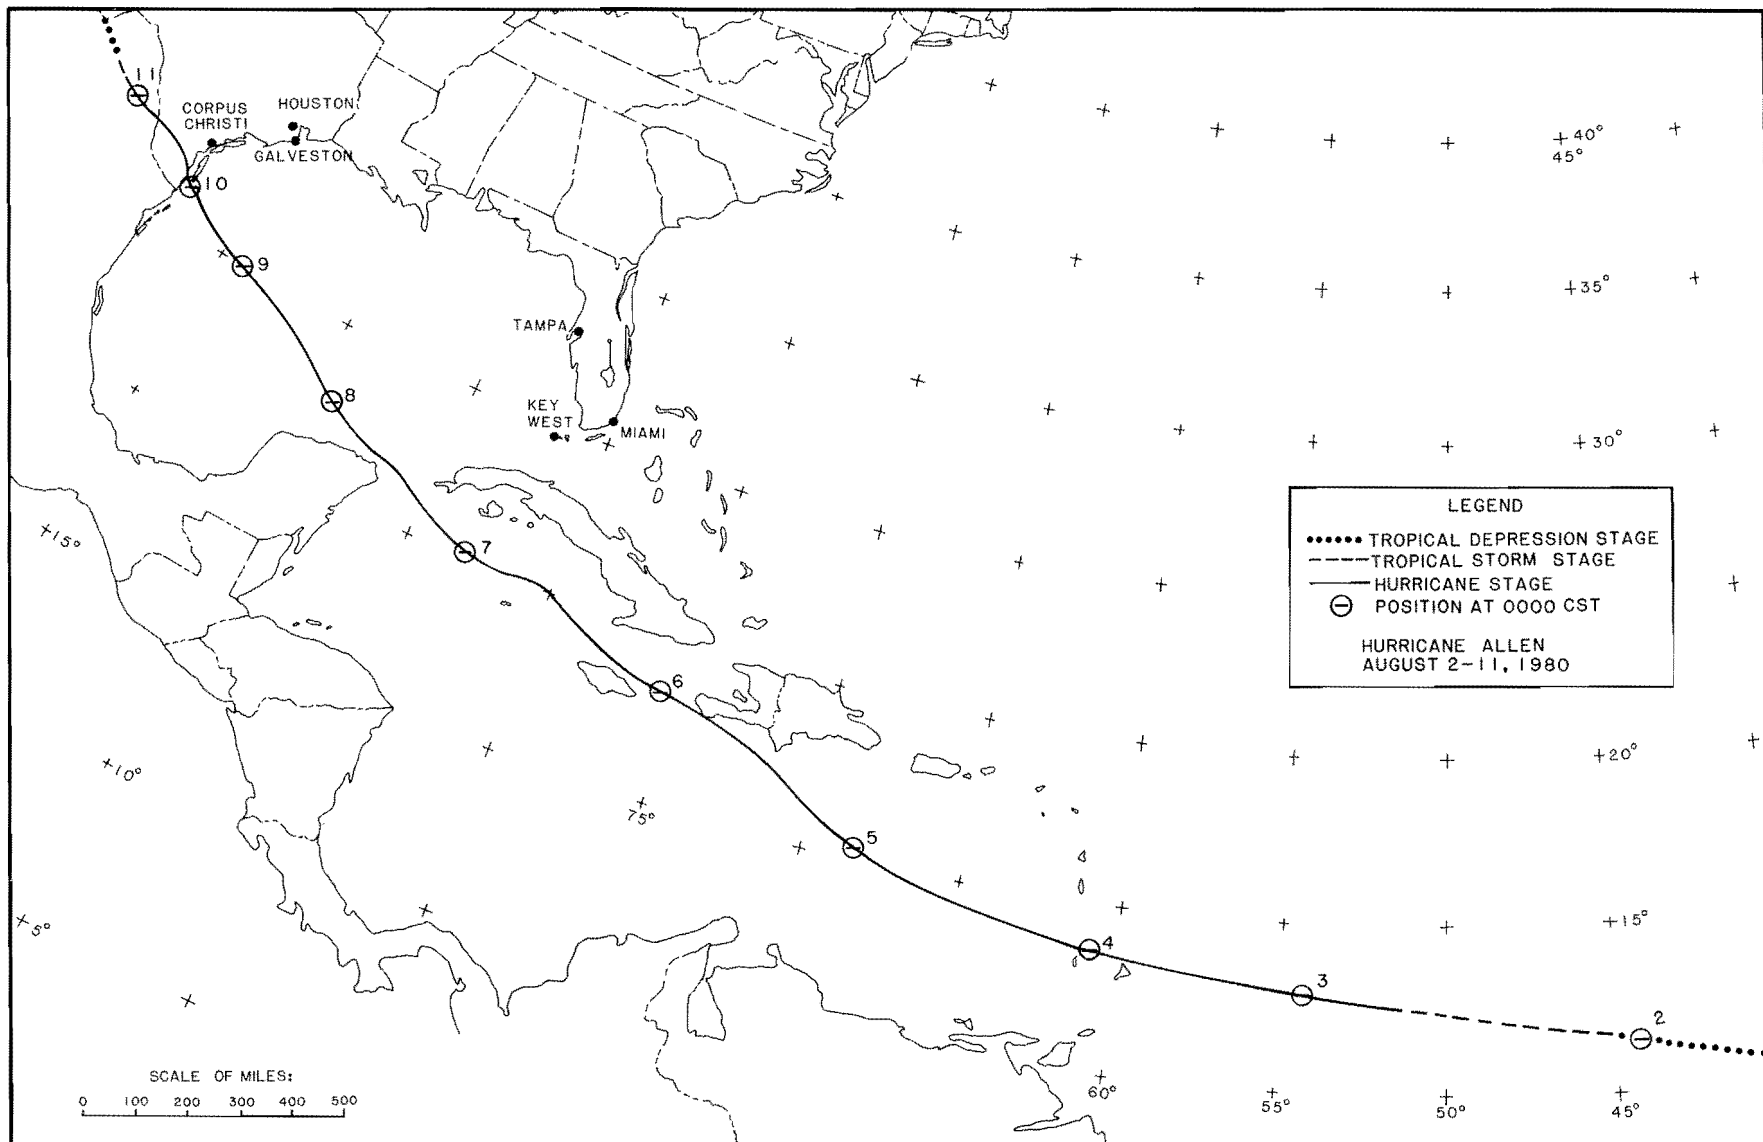 11
CORPUS
CHRISTI
HOUSTON
GALVESTON
10
9
TAMPA
8
KEY
WEST
MIAMI
7
6
5
4
3
2
40°
45°
35°
30°
20°
15°
15°
10°
5°
75°
60°
55°
50°
45°
LEGEND
TROPICAL DEPRESSION STAGE
TROPICAL STORM STAGE
HURRICANE STAGE
POSITION AT 0000 CST
HURRICANE ALLEN
AUGUST 2-11, 1980
SCALE OF MILES:
0 100 200 300 400 500